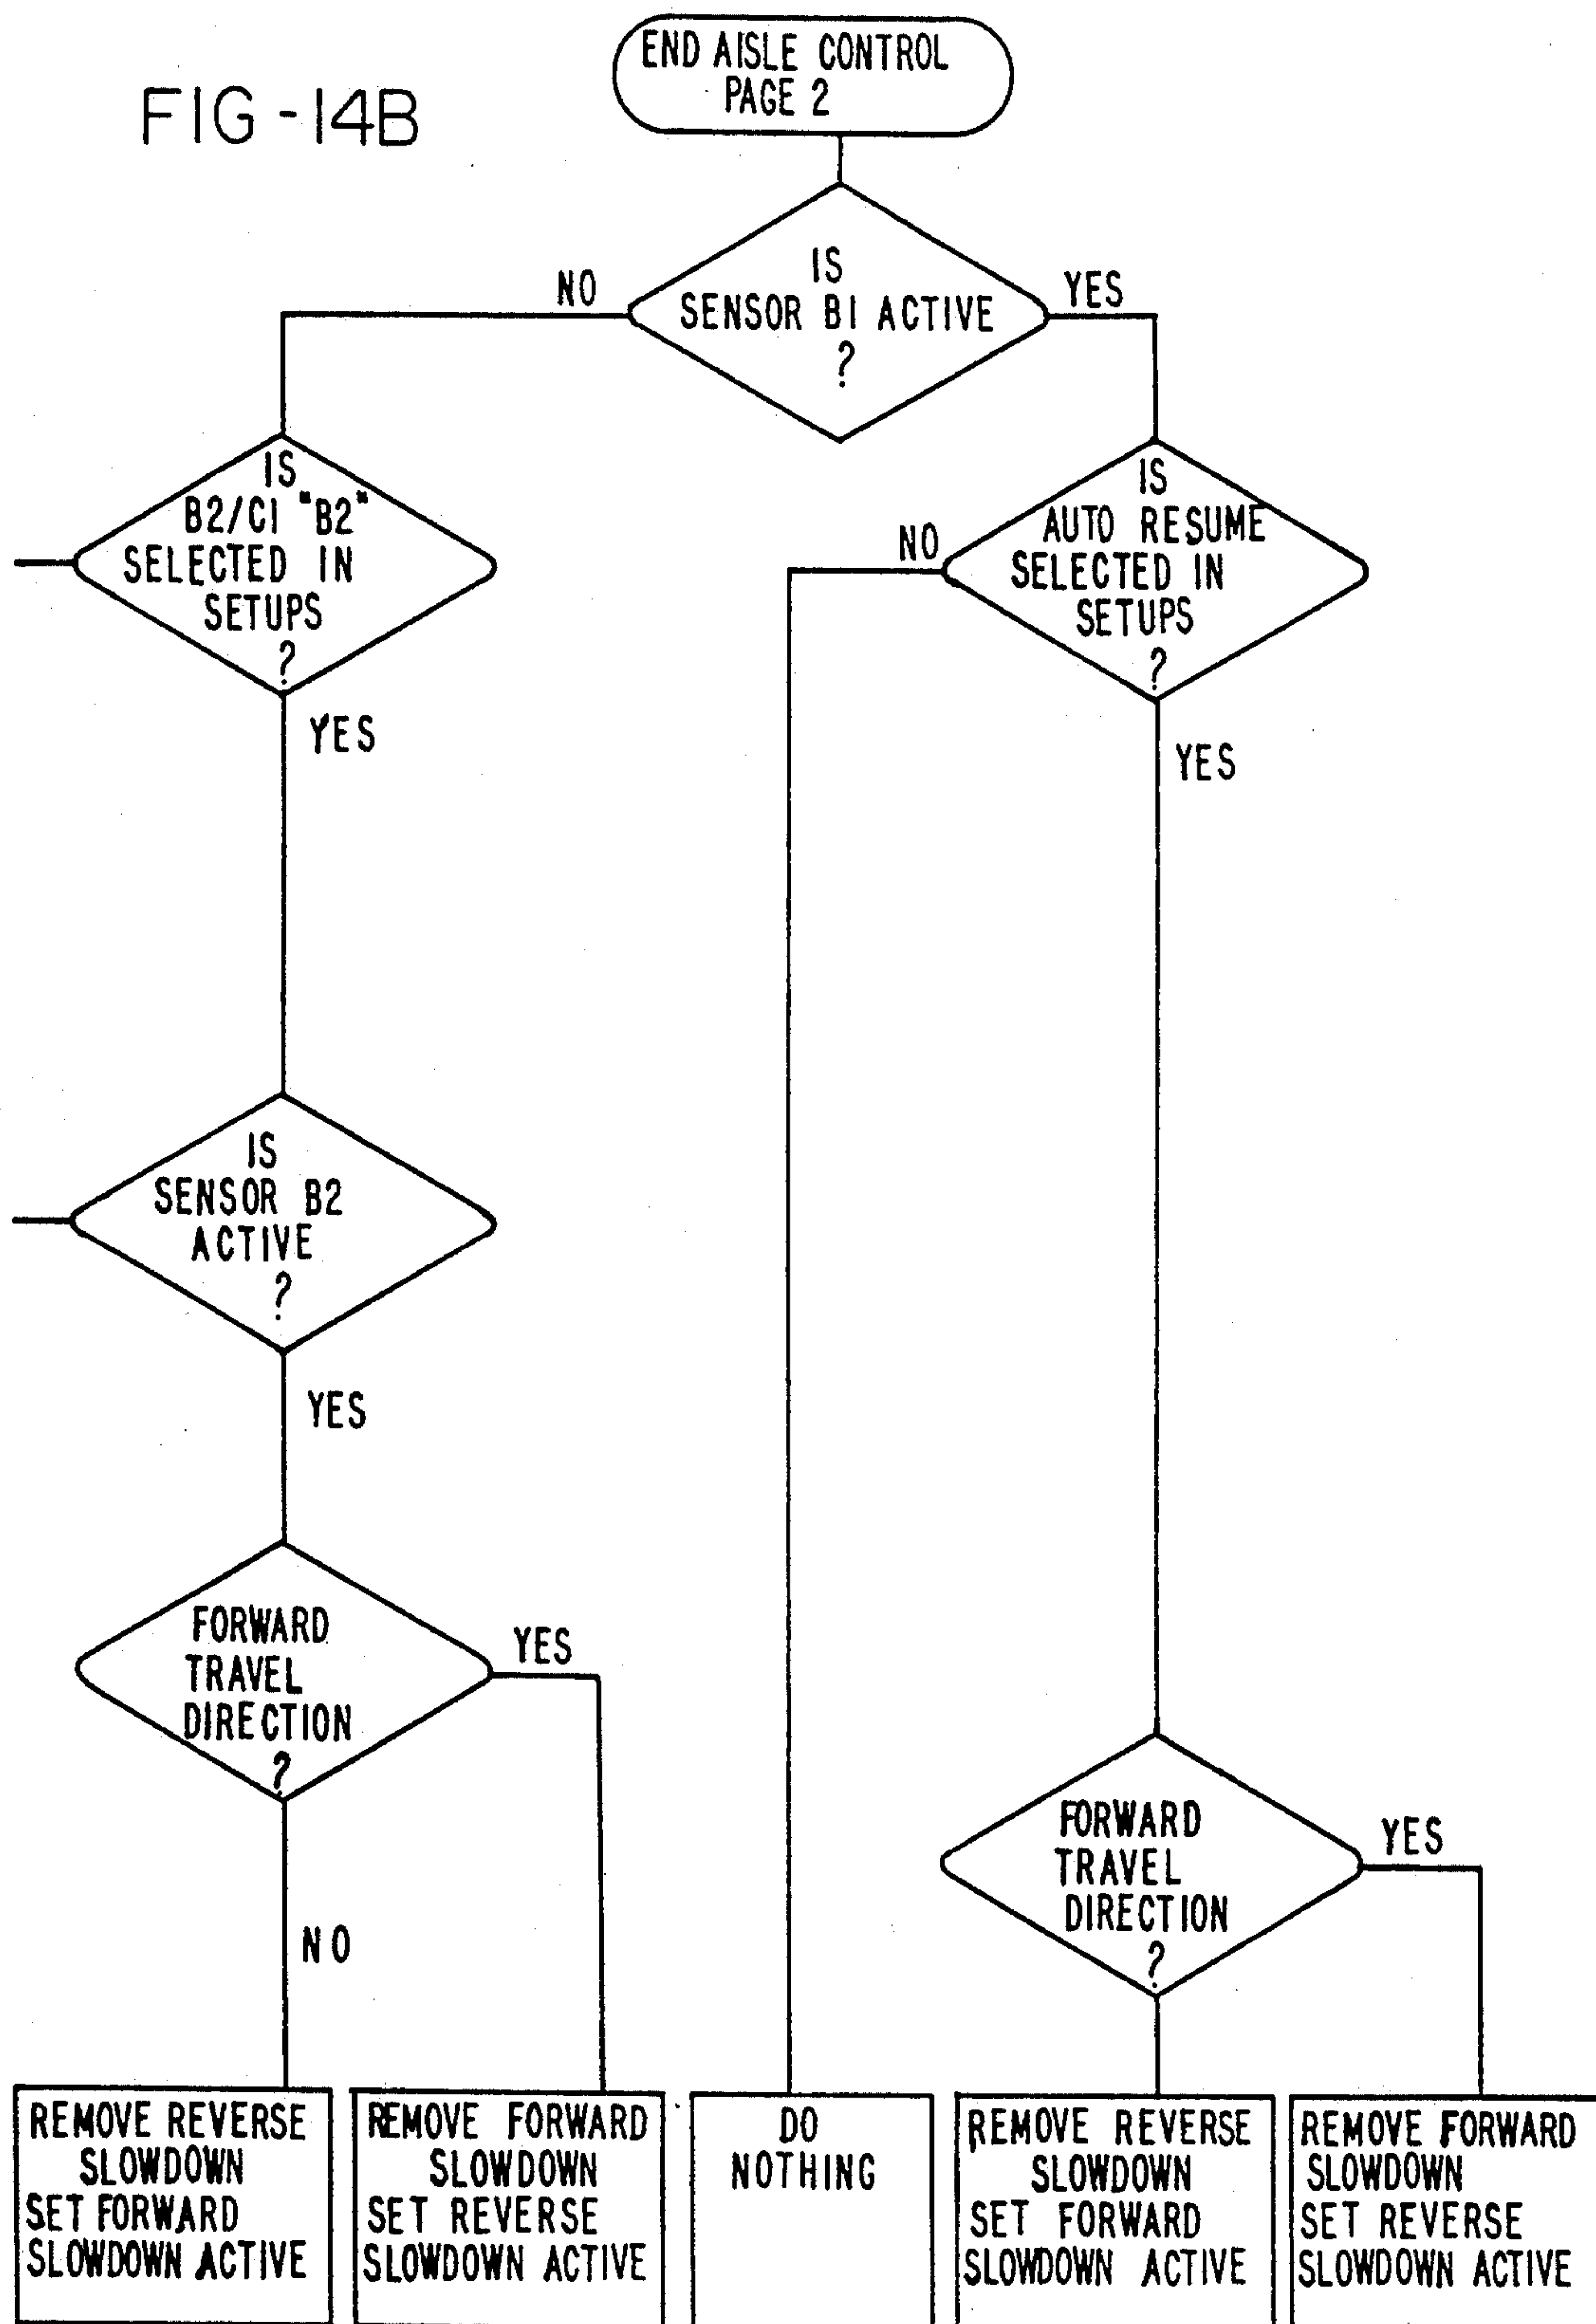 END AISLE CONTROL
PAGE 2
FIG-14B
IS
SENSOR B1 ACTIVE
?
NO
YES
IS
B2/C1 "B2"
SELECTED IN
SETUPS
?
YES
IS
AUTO RESUME
SELECTED IN
SETUPS
?
NO
YES
IS
SENSOR B2
ACTIVE
?
YES
FORWARD
TRAVEL
DIRECTION
?
YES
NO
FORWARD
TRAVEL
DIRECTION
?
YES
REMOVE REVERSE
SLOWDOWN
SET FORWARD
SLOWDOWN ACTIVE
REMOVE FORWARD
SLOWDOWN
SET REVERSE
SLOWDOWN ACTIVE
DO
NOTHING
REMOVE REVERSE
SLOWDOWN
SET FORWARD
SLOWDOWN ACTIVE
REMOVE FORWARD
SLOWDOWN
SET REVERSE
SLOWDOWN ACTIVE